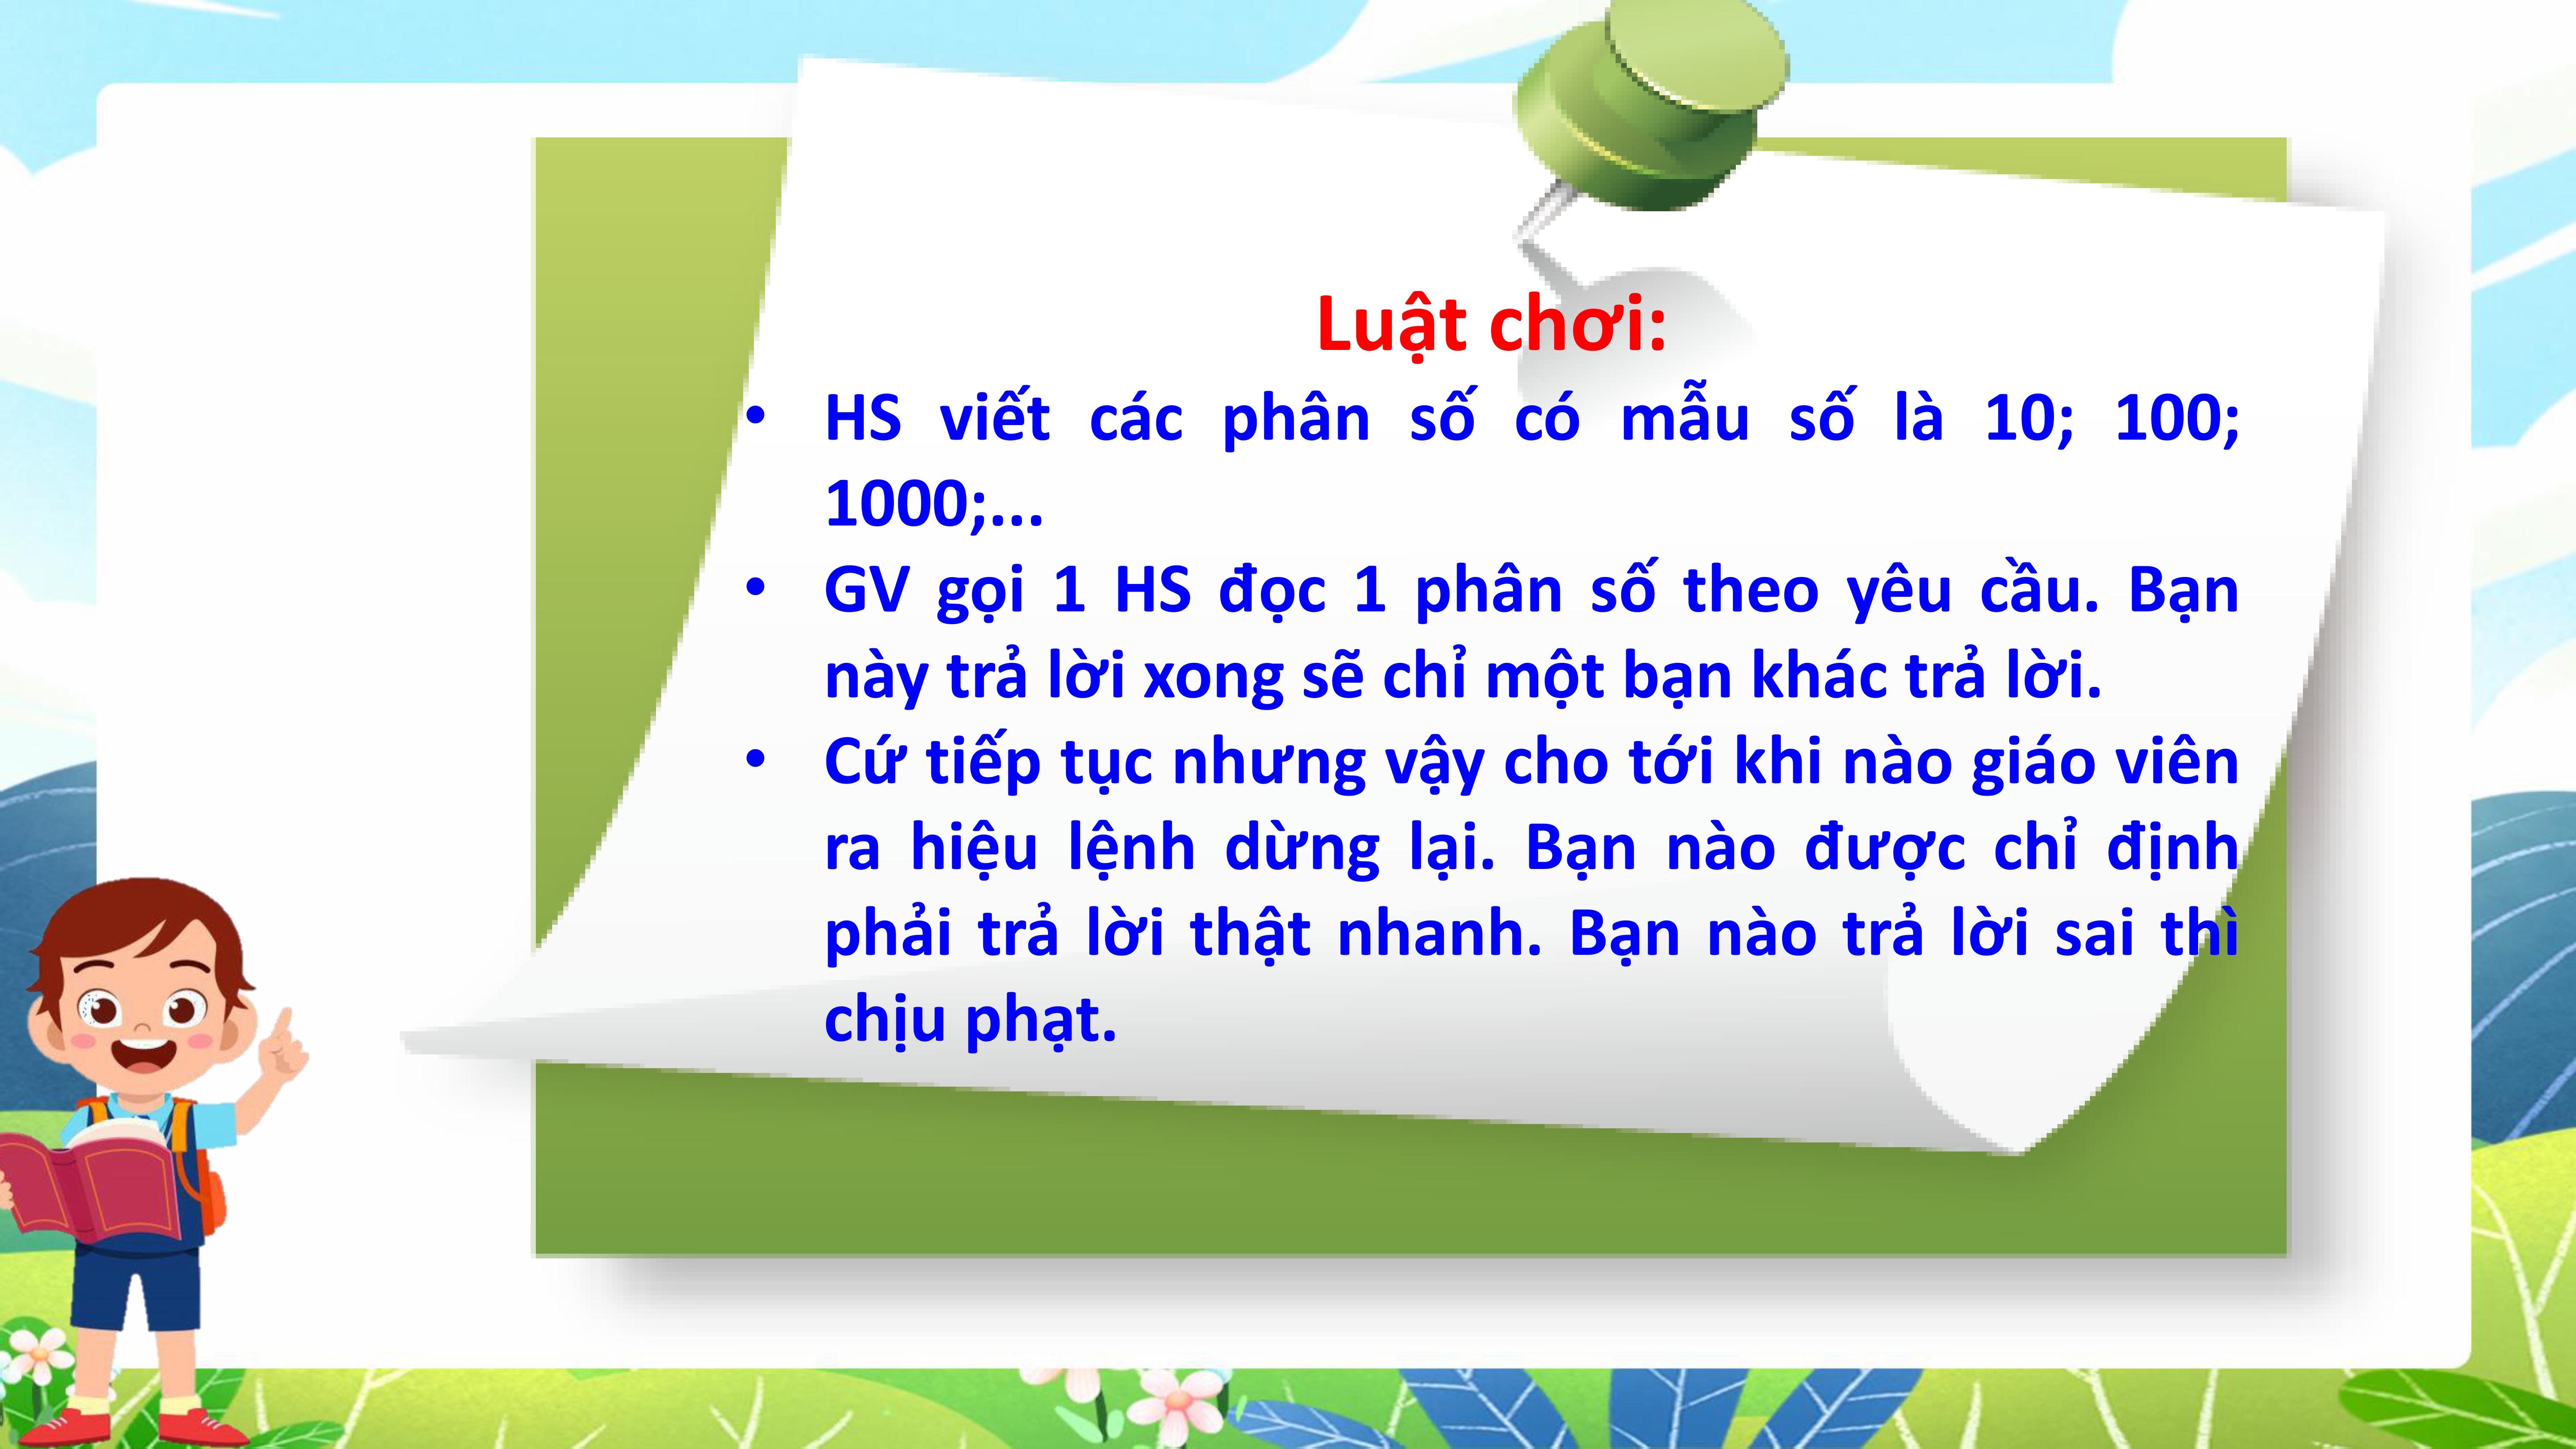 Luật chơi:
• HS viết các phân số có mẫu số là 10; 100;
1000;...
• GV gọi 1 HS đọc 1 phân số theo yêu cầu. Bạn
này trả lời xong sẽ chỉ một bạn khác trả lời.
• Cứ tiếp tục nhưng vậy cho tới khi nào giáo viên
ra hiệu lệnh dừng lại. Bạn nào được chỉ định
phải trả lời thật nhanh. Bạn nào trả lời sai thì
chịu phạt.